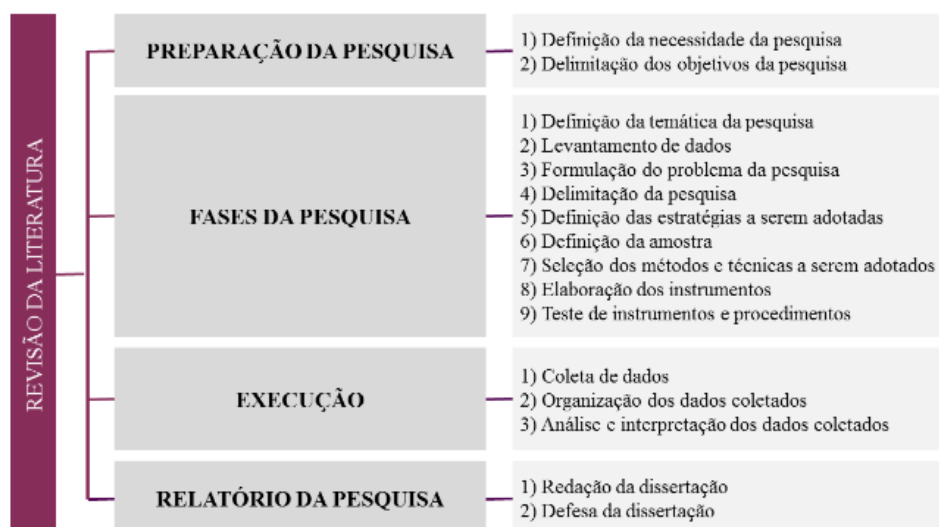 REVISÃO DA LITERATURA
PREPARAÇÃO DA PESQUISA
1) Definição da necessidade da pesquisa
2) Delimitação dos objetivos da pesquisa
FASES DA PESQUISA
1) Definição da temática da pesquisa
2) Levantamento de dados
3) Formulação do problema da pesquisa
4) Delimitação da pesquisa
5) Definição das estratégias a serem adotadas
6) Definição da amostra
7) Seleção dos métodos e técnicas a serem adotados
8) Elaboração dos instrumentos
9) Teste de instrumentos e procedimentos
EXECUÇÃO
1) Coleta de dados
2) Organização dos dados coletados
3) Análise e interpretação dos dados coletados
RELATÓRIO DA PESQUISA
1) Redação da dissertação
2) Defesa da dissertação